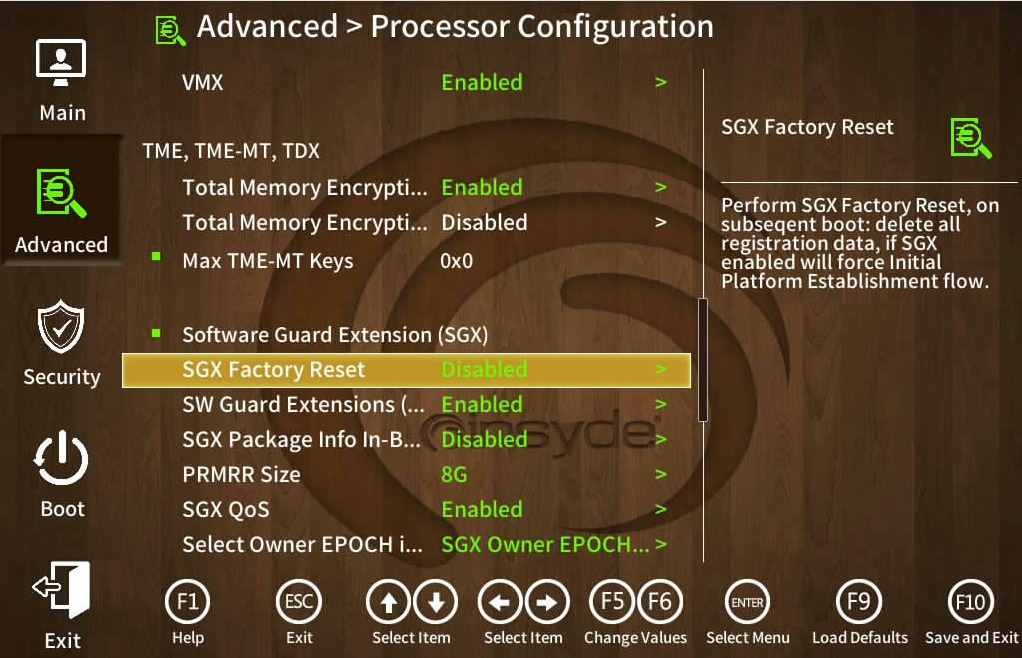 Advanced > Processor Configuration
Main
Advanced
Security
Boot
Exit
VMX Enabled >
TME, TME-MT, TDX
Total Memory Encrypti... Enabled >
Total Memory Encrypti... Disabled >
Max TME-MT Keys 0x0
Software Guard Extension (SGX)
SGX Factory Reset Disabled >
SW Guard Extensions (... Enabled >
SGX Package Info In-B... Disabled >
PRMRR Size 8G >
SGX QoS Enabled >
Select Owner EPOCH i... SGX Owner EPOCH... >
insyde
SGX Factory Reset
Perform SGX Factory Reset, on
subseqent boot: delete all
registration data, if SGX
enabled will force Initial
Platform Establishment flow.
F1 ESC F5 F6 ENTER F9 F10
Help Exit Select Item Select Item Change Values Select Menu Load Defaults Save and Exit